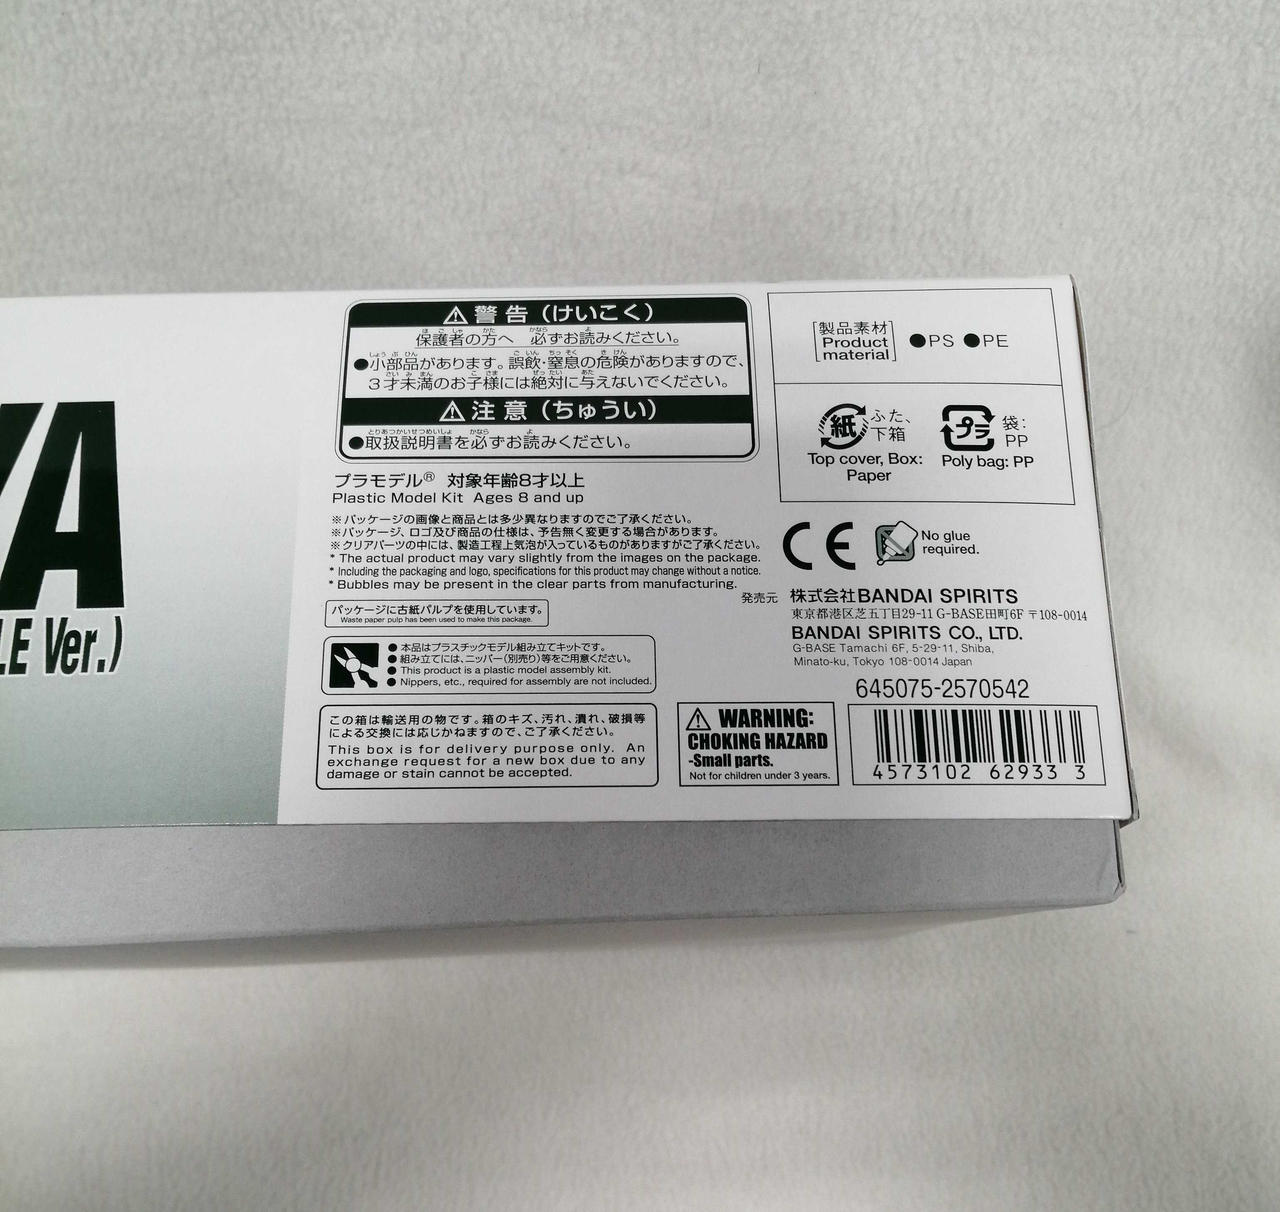 YA
LE Ver.)
⚠警告(けいこく)
保護者の方へ 必ずお読みください。
●小部品があります。誤飲・窒息の危険がありますので、
3才未満のお子様には絶対に与えないでください。
⚠注意(ちゅうい)
●取扱説明書を必ずお読みください。
プラモデル® 対象年齢8才以上
Plastic Model Kit Ages 8 and up
※パッケージの画像と商品とは多少異なりますのでご了承ください。
※パッケージ、ロゴ及び商品の仕様は、予告無く変更する場合があります。
※クリアパーツの中には、製造工程上気泡が入っているものがありますがご了承ください。
* The actual product may vary slightly from the images on the package.
* Including the packaging and logo, specifications for this product may change without a notice.
* Bubbles may be present in the clear parts from manufacturing.
パッケージに古紙パルプを使用しています。
Waste paper pulp has been used to make this package.
●本品はプラスチックモデル組み立てキットです。
●組み立てには、ニッパー(別売り)等をご用意ください。
●This product is a plastic model assembly kit.
●Nippers, etc., required for assembly are not included.
この箱は輸送用の物です。箱のキズ、汚れ、潰れ、破損等
による交換には応じかねますので、ご了承ください。
This box is for delivery purpose only. An
exchange request for a new box due to any
damage or stain cannot be accepted.
[製品素材
Product
material]
●PS ●PE
紙
ふた、
下箱
Top cover, Box:
Paper
プラ
袋:
PP
Poly bag: PP
CE
No glue
required.
発売元 株式会社BANDAI SPIRITS
東京都港区芝五丁目29-11 G-BASE田町6F 〒108-0014
BANDAI SPIRITS CO., LTD.
G-BASE Tamachi 6F, 5-29-11, Shiba,
Minato-ku, Tokyo 108-0014 Japan
645075-2570542
⚠WARNING:
CHOKING HAZARD
-Small parts.
Not for children under 3 years.
4573102 62933 3